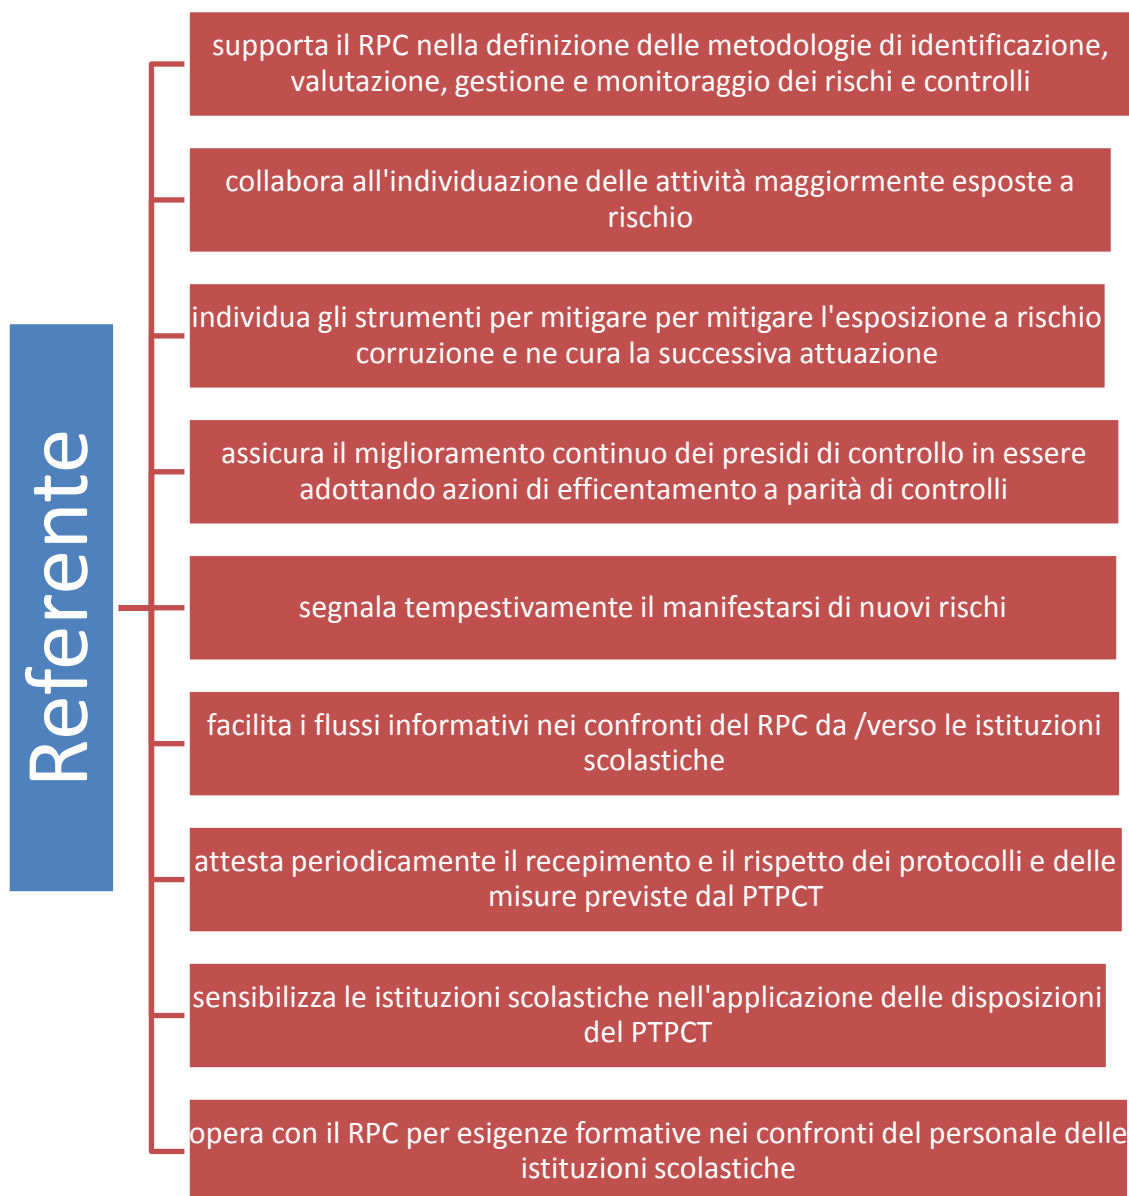 Referente
supporta il RPC nella definizione delle metodologie di identificazione,
valutazione, gestione e monitoraggio dei rischi e controlli
collabora all'individuazione delle attività maggiormente esposte a
rischio
individua gli strumenti per mitigare per mitigare l'esposizione a rischio
corruzione e ne cura la successiva attuazione
assicura il miglioramento continuo dei presidi di controllo in essere
adottando azioni di efficentamento a parità di controlli
segnala tempestivamente il manifestarsi di nuovi rischi
facilita i flussi informativi nei confronti del RPC da /verso le istituzioni
scolastiche
attesta periodicamente il recepimento e il rispetto dei protocolli e delle
misure previste dal PTPCT
sensibilizza le istituzioni scolastiche nell'applicazione delle disposizioni
del PTPCT
opera con il RPC per esigenze formative nei confronti del personale delle
istituzioni scolastiche